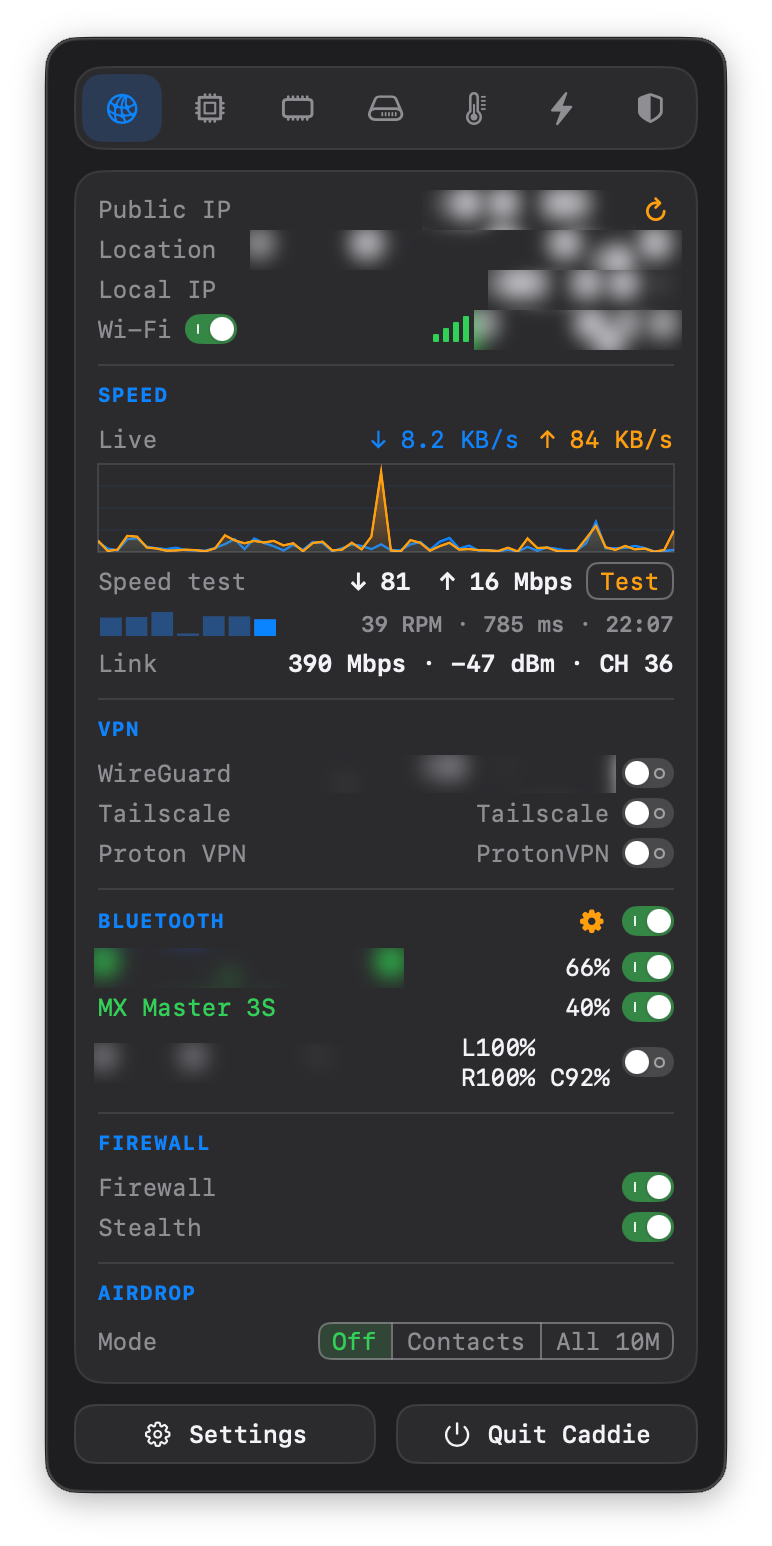 Public IP
Location
Local IP
Wi-Fi
SPEED
Live ↓ 8.2 KB/s ↑ 84 KB/s
Speed test ↓ 81 ↑ 16 Mbps Test
39 RPM · 785 ms · 22:07
Link 390 Mbps · -47 dBm · CH 36
VPN
WireGuard
Tailscale Tailscale
Proton VPN ProtonVPN
BLUETOOTH
66%
MX Master 3S 40%
L100%
R100% C92%
FIREWALL
Firewall
Stealth
AIRDROP
Mode Off Contacts All 10M
Settings Quit Caddie